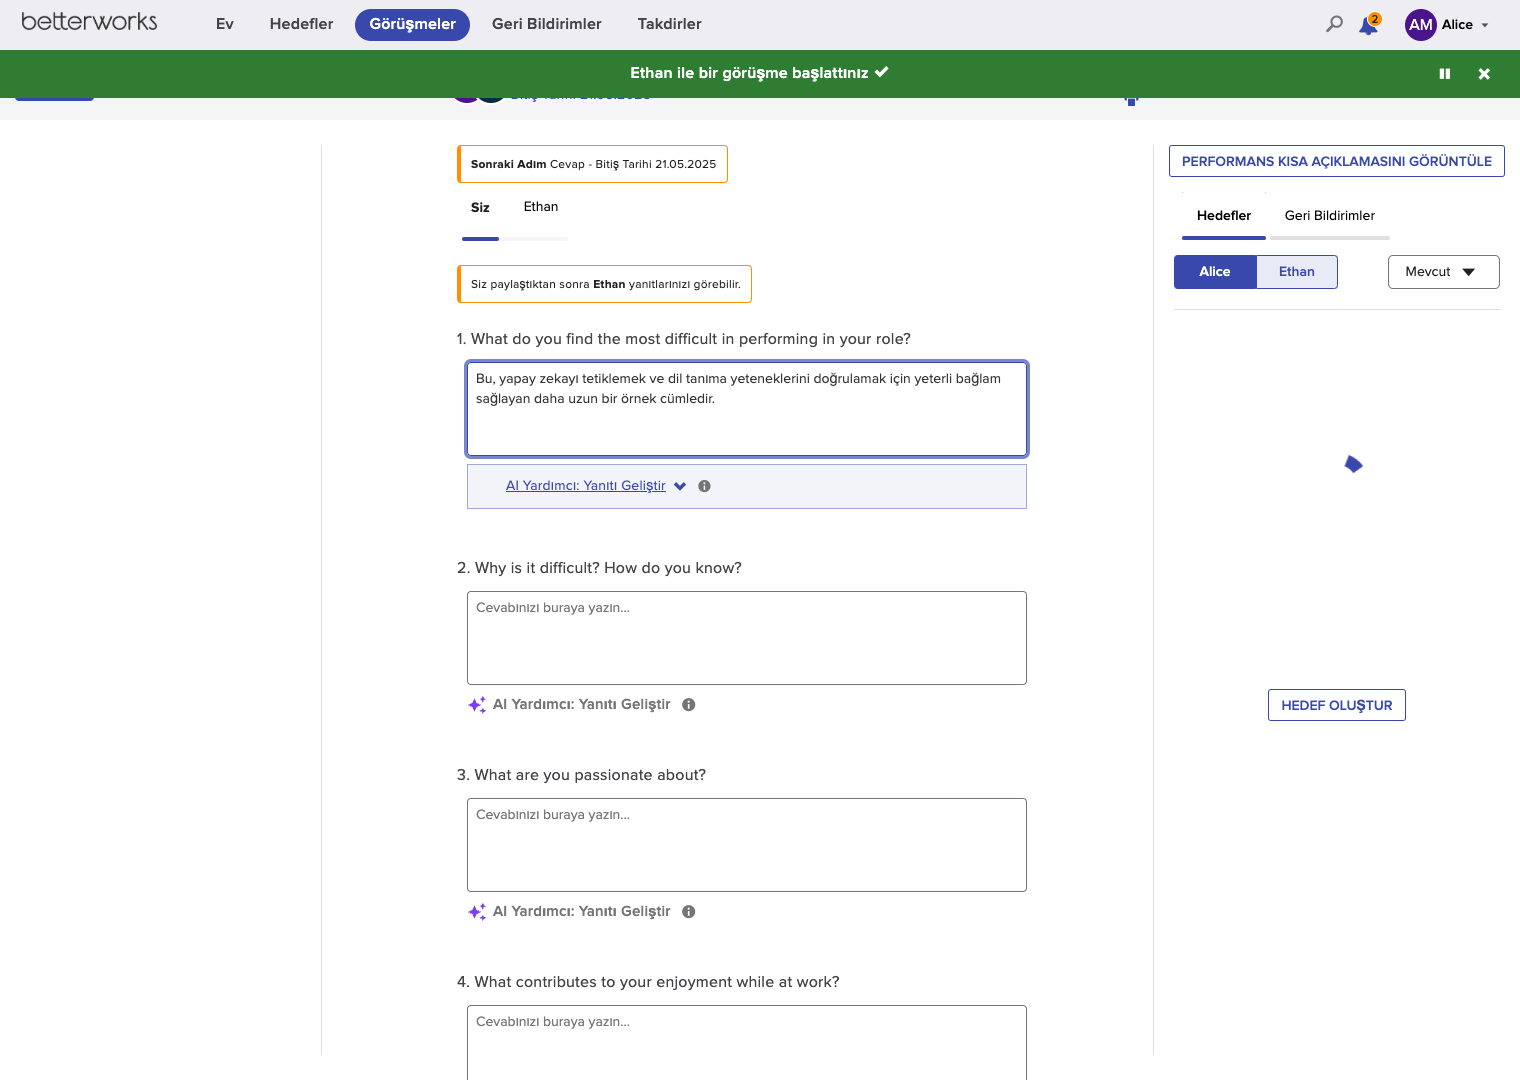 betterworks
Ev
Hedefler
Görüşmeler
Geri Bildirimler
Takdirler
2
AM
Alice
Ethan ile bir görüşme başlattınız
Sonraki Adım Cevap - Bitiş Tarihi 21.05.2025
Siz
Ethan
Siz paylaştıktan sonra Ethan yanıtlarınızı görebilir.
1. What do you find the most difficult in performing in your role?
Bu, yapay zekayı tetiklemek ve dil tanıma yeteneklerini doğrulamak için yeterli bağlam
sağlayan daha uzun bir örnek cümledir.
AI Yardımcı: Yanıtı Geliştir
2. Why is it difficult? How do you know?
Cevabınızı buraya yazın...
AI Yardımcı: Yanıtı Geliştir
3. What are you passionate about?
Cevabınızı buraya yazın...
AI Yardımcı: Yanıtı Geliştir
4. What contributes to your enjoyment while at work?
Cevabınızı buraya yazın...
PERFORMANS KISA AÇIKLAMASINI GÖRÜNTÜLE
Hedefler
Geri Bildirimler
Alice
Ethan
Mevcut
HEDEF OLUŞTUR